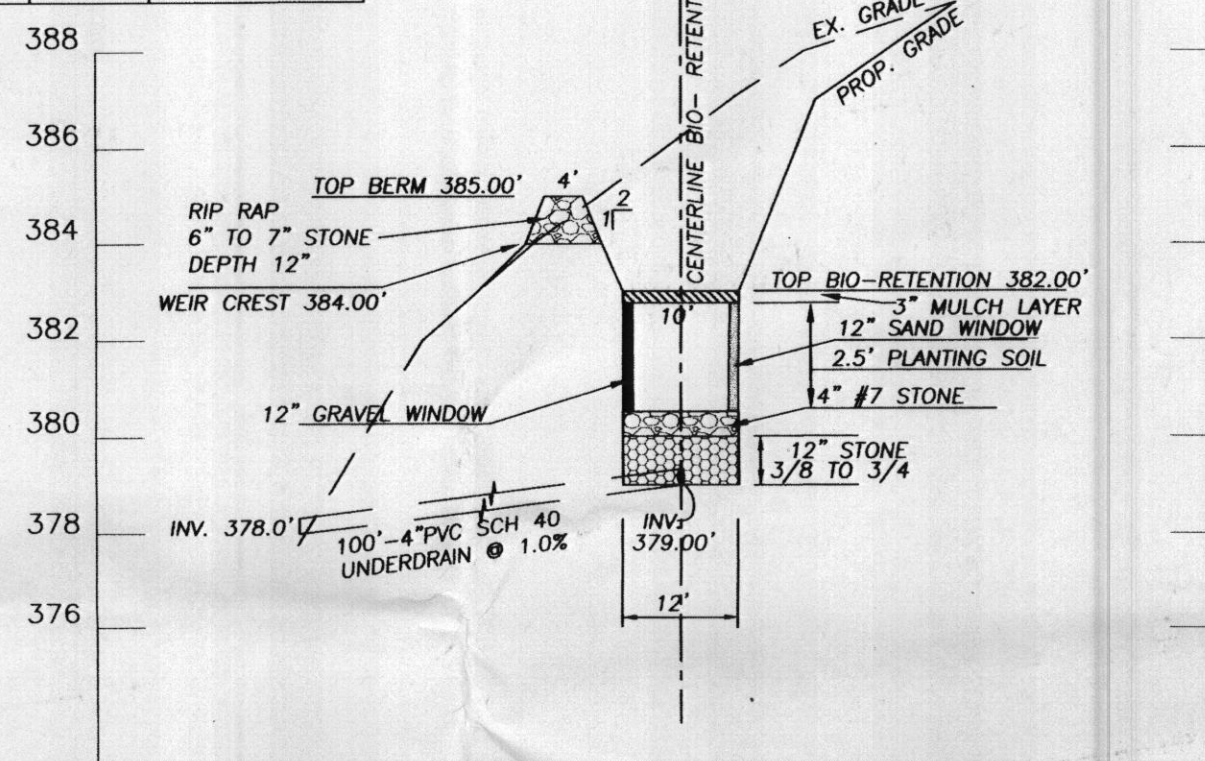 388
386
384
382
380
378
376
EX. GRADE
PROP. GRADE
CENTERLINE BIO- RETENT
TOP BERM 385.00'
4'
2
1
RIP RAP
6" TO 7" STONE
DEPTH 12"
WEIR CREST 384.00'
TOP BIO-RETENTION 382.00'
3" MULCH LAYER
10'
12" SAND WINDOW
2.5' PLANTING SOIL
4" #7 STONE
12" GRAVEL WINDOW
12" STONE
3/8 TO 3/4
INV. 378.0'
100'-4"PVC SCH 40
UNDERDRAIN @ 1.0%
INV.
379.00'
12'